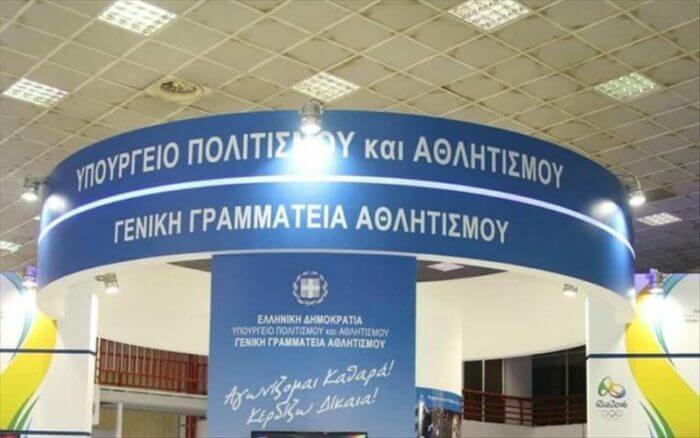 ΥΠΟΥΡΓΕΙΟ ΠΟΛΙΤΙΣΜΟΥ και ΑΘΛΗΤΙΣΜΟΥ
ΓΕΝΙΚΗ ΓΡΑΜΜΑΤΕΙΑ ΑΘΛΗΤΙΣΜΟΥ
ΕΛΛΗΝΙΚΗ ΔΗΜΟΚΡΑΤΙΑ
ΥΠΟΥΡΓΕΙΟ ΠΟΛΙΤΙΣΜΟΥ και ΑΘΛΗΤΙΣΜΟΥ
ΓΕΝΙΚΗ ΓΡΑΜΜΑΤΕΙΑ ΑΘΛΗΤΙΣΜΟΥ
Αγωνίζομαι Καθαρά!
Κερδίζω Δίκαια!
Rio2016